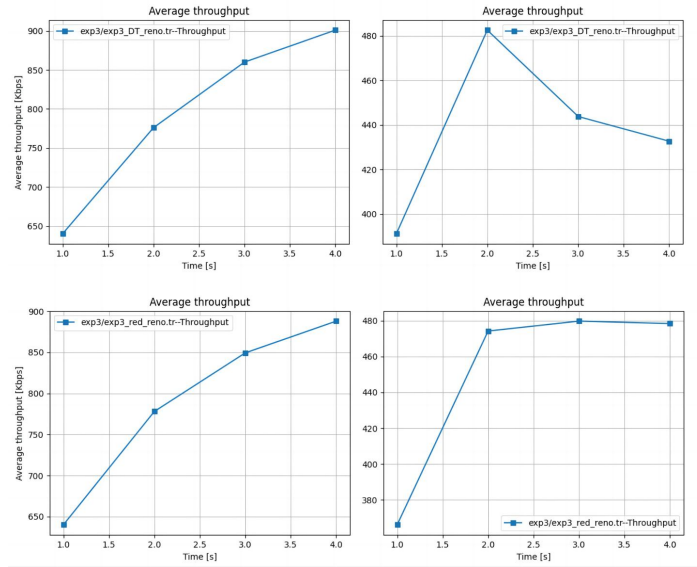 Average throughput
exp3/exp3_DT_reno.tr--Throughput
Average throughput [Kbps]
900
850
800
750
700
650
1.0 1.5 2.0 2.5 3.0 3.5 4.0
Time [s]
Average throughput
exp3/exp3_DT_reno.tr--Throughput
480
460
440
420
400
1.0 1.5 2.0 2.5 3.0 3.5 4.0
Time [s]
Average throughput
exp3/exp3_red_reno.tr--Throughput
Average throughput [Kbps]
900
850
800
750
700
650
1.0 1.5 2.0 2.5 3.0 3.5 4.0
Time [s]
Average throughput
480
460
440
420
400
380
exp3/exp3_red_reno.tr--Throughput
1.0 1.5 2.0 2.5 3.0 3.5 4.0
Time [s]